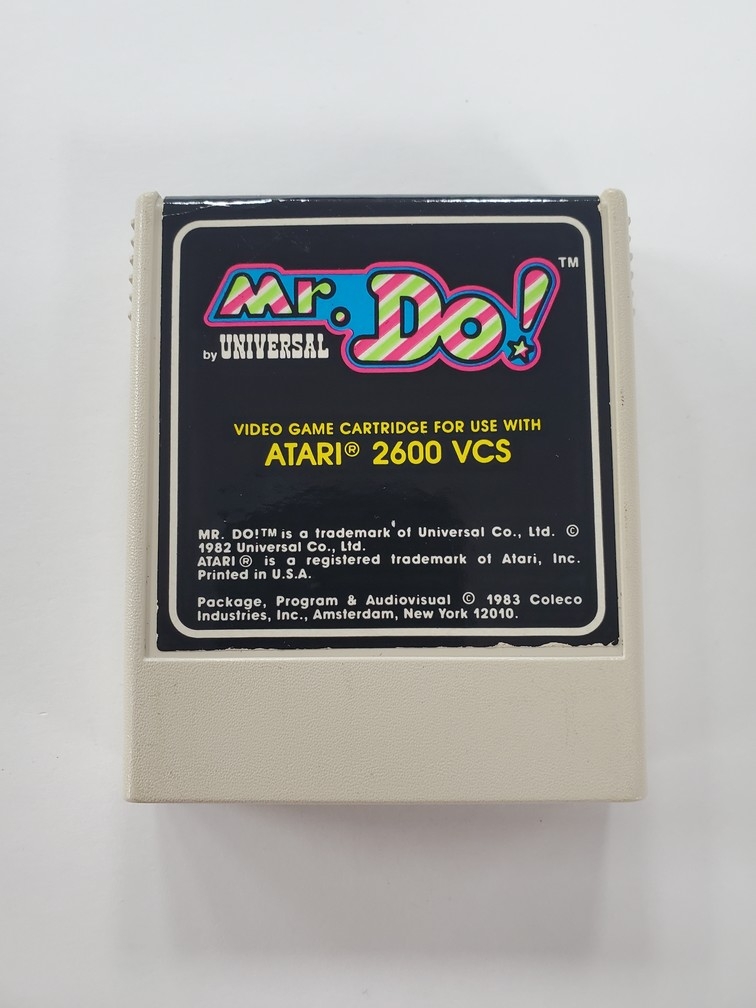 Mr. Do! TM
by UNIVERSAL
VIDEO GAME CARTRIDGE FOR USE WITH
ATARI® 2600 VCS
MR. DO!TM is a trademark of Universal Co., Ltd. ©
1982 Universal Co., Ltd.
ATARI® is a registered trademark of Atari, Inc.
Printed in U.S.A.
Package, Program & Audiovisual © 1983 Coleco
Industries, Inc., Amsterdam, New York 12010.